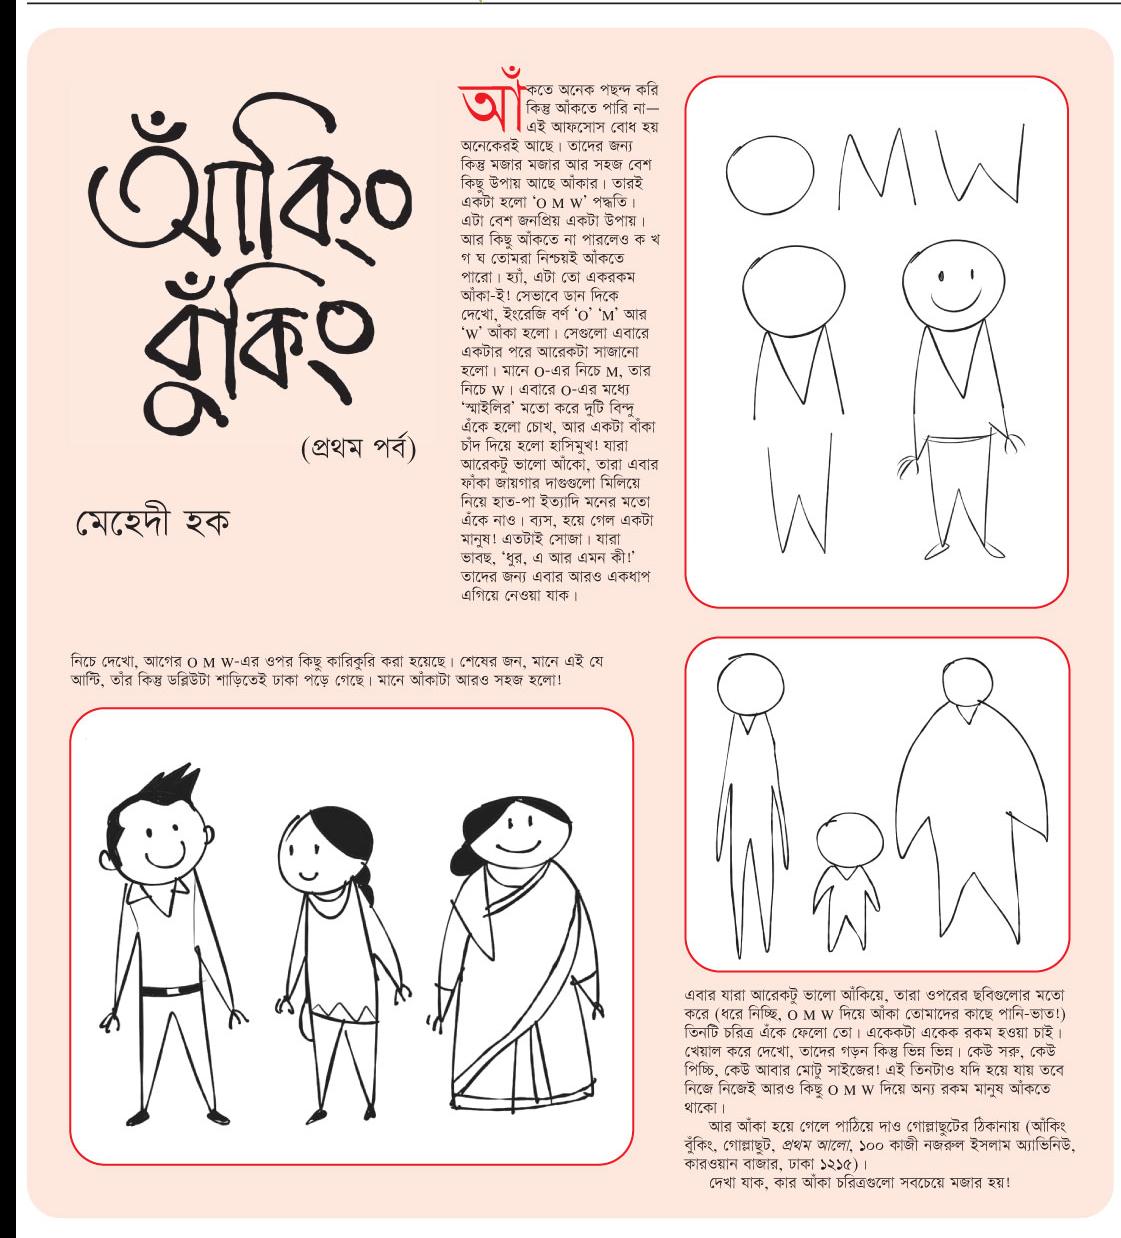 আঁকিং
বুঁকিং
(প্রথম পর্ব)
মেহেদী হক
আঁকতে অনেক পছন্দ করি
কিন্তু আঁকতে পারি না—
এই আফসোস বোধ হয়
অনেকেরই আছে। তাদের জন্য
কিন্তু মজার মজার আর সহজ বেশ
কিছু উপায় আছে আঁকার। তারই
একটা হলো ‘O M W’ পদ্ধতি।
এটা বেশ জনপ্রিয় একটা উপায়।
আর কিছু আঁকতে না পারলেও ক খ
গ ঘ তোমরা নিশ্চয়ই আঁকতে
পারো। হ্যাঁ, এটা তো একরকম
আঁকা-ই! সেভাবে ডান দিকে
দেখো, ইংরেজি বর্ণ ‘O’ ‘M’ আর
‘W’ আঁকা হলো। সেগুলো এবারে
একটার পরে আরেকটা সাজানো
হলো। মানে O-এর নিচে M, তার
নিচে W। এবারে O-এর মধ্যে
‘স্মাইলির’ মতো করে দুটি বিন্দু
এঁকে হলো চোখ, আর একটা বাঁকা
চাঁদ দিয়ে হলো হাসিমুখ! যারা
আরেকটু ভালো আঁকো, তারা এবার
ফাঁকা জায়গার দাগুগুলো মিলিয়ে
নিয়ে হাত-পা ইত্যাদি মনের মতো
এঁকে নাও। ব্যস, হয়ে গেল একটা
মানুষ! এতটাই সোজা। যারা
ভাবছ, ‘ধুর, এ আর এমন কী!’
তাদের জন্য এবার আরও একধাপ
এগিয়ে নেওয়া যাক।
O M W
নিচে দেখো, আগের O M W-এর ওপর কিছু কারিকুরি করা হয়েছে। শেষের জন, মানে এই যে
আন্টি, তাঁর কিন্তু ডব্লিউটা শাড়িতেই ঢাকা পড়ে গেছে। মানে আঁকাটা আরও সহজ হলো!
এবার যারা আরেকটু ভালো আঁকিয়ে, তারা ওপরের ছবিগুলোর মতো
করে (ধরে নিচ্ছি, O M W দিয়ে আঁকা তোমাদের কাছে পানি-ভাত!)
তিনটি চরিত্র এঁকে ফেলো তো। একেকটা একেক রকম হওয়া চাই।
খেয়াল করে দেখো, তাদের গড়ন কিন্তু ভিন্ন ভিন্ন। কেউ সরু, কেউ
পিচ্চি, কেউ আবার মোটু সাইজের! এই তিনটাও যদি হয়ে যায় তবে
নিজে নিজেই আরও কিছু O M W দিয়ে অন্য রকম মানুষ আঁকতে
থাকো।
আর আঁকা হয়ে গেলে পাঠিয়ে দাও গোল্লাছুটের ঠিকানায় (আঁকিং
বুঁকিং, গোল্লাছুট, প্রথম আলো, ১০০ কাজী নজরুল ইসলাম অ্যাভিনিউ,
কারওয়ান বাজার, ঢাকা ১২১৫)।
দেখা যাক, কার আঁকা চরিত্রগুলো সবচেয়ে মজার হয়!